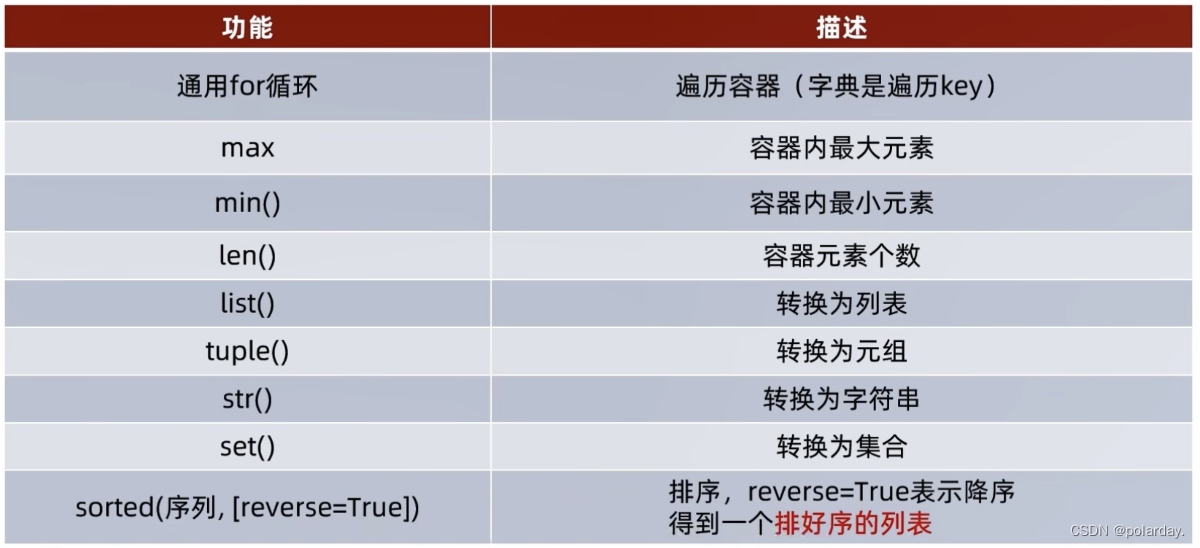 功能
描述
通用for循环
遍历容器（字典是遍历key）
max
容器内最大元素
min()
容器内最小元素
len()
容器元素个数
list()
转换为列表
tuple()
转换为元组
str()
转换为字符串
set()
转换为集合
sorted(序列, [reverse=True])
排序，reverse=True表示降序
得到一个排好序的列表
CSDN @polarday.